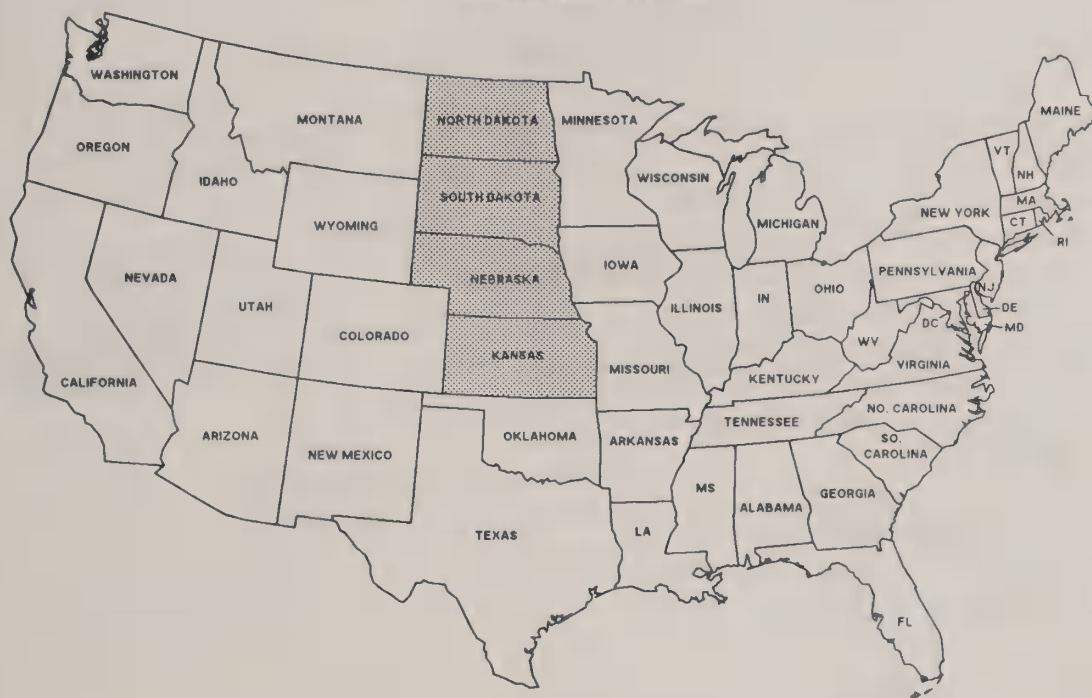 WASHINGTON
MONTANA
NORTH DAKOTA
MINNESOTA
MAINE
OREGON
IDAHO
VT
NH
WISCONSIN
SOUTH DAKOTA
MICHIGAN
MA
NEW YORK
CT
WYOMING
RI
IOWA
NEVADA
NEBRASKA
PENNSYLVANIA
NJ
OHIO
UTAH
ILLINOIS
IN
DE
DC
MD
COLORADO
WV
KANSAS
VIRGINIA
MISSOURI
KENTUCKY
CALIFORNIA
NO. CAROLINA
TENNESSEE
ARIZONA
OKLAHOMA
ARKANSAS
SO.
CAROLINA
NEW MEXICO
MS
GEORGIA
ALABAMA
TEXAS
LA
FL